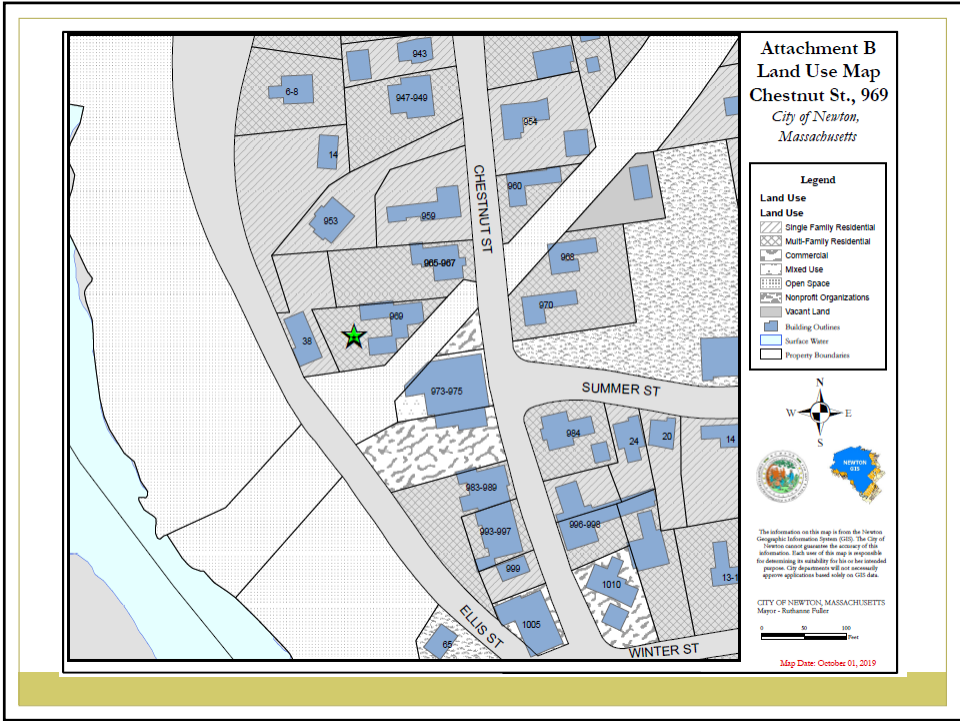 Attachment B
Land Use Map
Chestnut St., 969
City of Newton,
Massachusetts
Legend
Land Use
Land Use
Single Family Residential
Multi-Family Residential
Commercial
Mixed Use
Open Space
Nonprofit Organizations
Vacant Land
Building Outlines
Surface Water
Property Boundaries
N
W E
S
NEWTON
GIS
The information on this map is from the Newton
Geographic Information System (GIS). The City of
Newton cannot guarantee the accuracy of this
information. Each user of this map is responsible
for determining its suitability for his or her intended
purpose. City departments will not necessarily
approve applications based solely on GIS data.
CITY OF NEWTON, MASSACHUSETTS
Mayor - Ruthanne Fuller
0 50 100
Feet
Map Date: October 01, 2019
943
6-8
947-949
954
14
960
953
959
CHESTNUT ST
965-967
968
970
969
38
973-975
SUMMER ST
984
24
20
14
983-989
993-997
996-998
999
1010
13-1
1005
ELLIS ST
65
WINTER ST